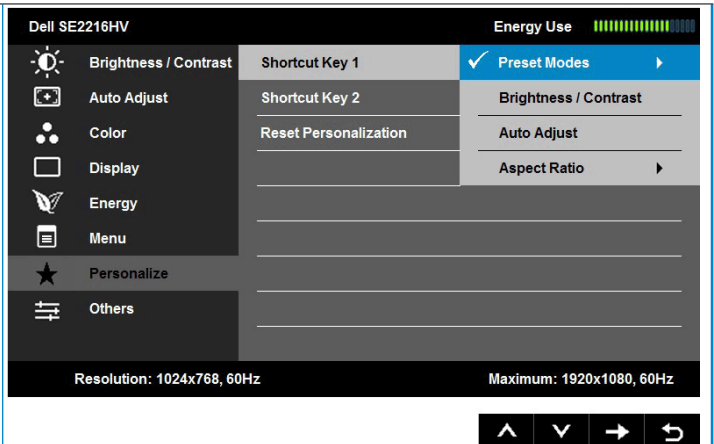 Dell SE2216HV Energy Use
Brightness / Contrast Shortcut Key 1 Preset Modes
Auto Adjust Shortcut Key 2 Brightness / Contrast
Color Reset Personalization Auto Adjust
Display Aspect Ratio
Energy
Menu
Personalize
Others
Resolution: 1024x768, 60Hz Maximum: 1920x1080, 60Hz